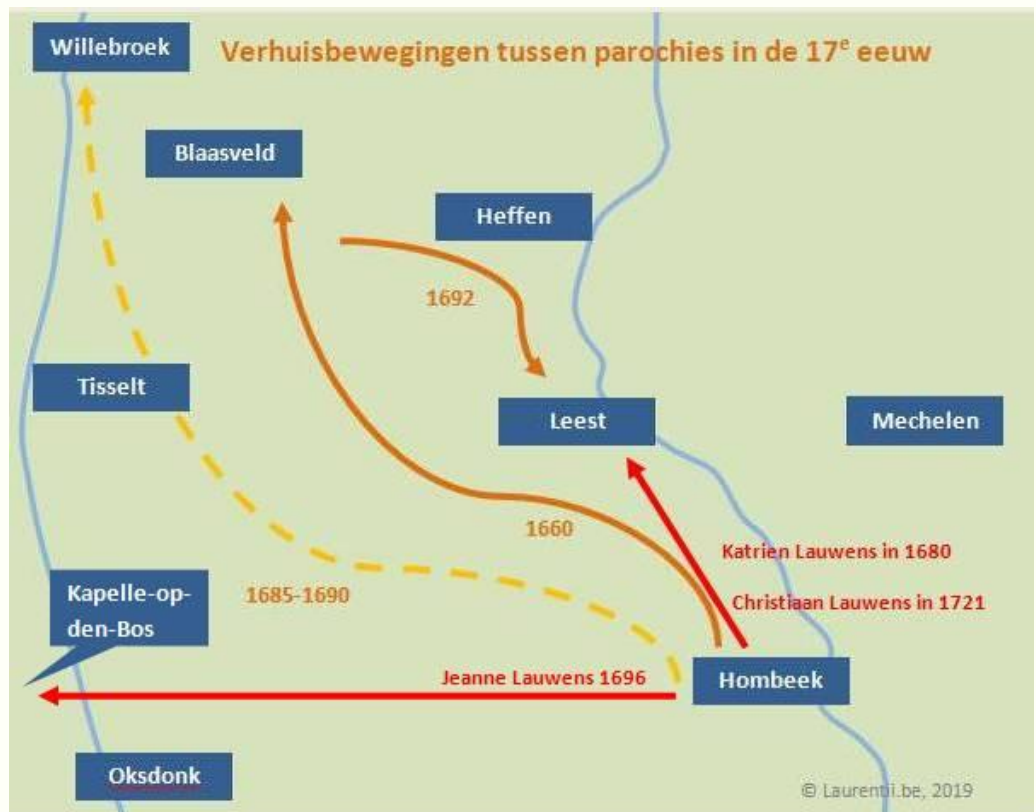 Willebroek
Verhuisbewegingen tussen parochies in de 17e eeuw
Blaasveld
Heffen
1692
Tisselt
Leest
Mechelen
1660
Katrien Lauwens in 1680
1685-1690
Christiaan Lauwens in 1721
Kapelle-op-
den-Bos
Jeanne Lauwens 1696
Hombeek
Oksdonk
© Laurentii.be, 2019